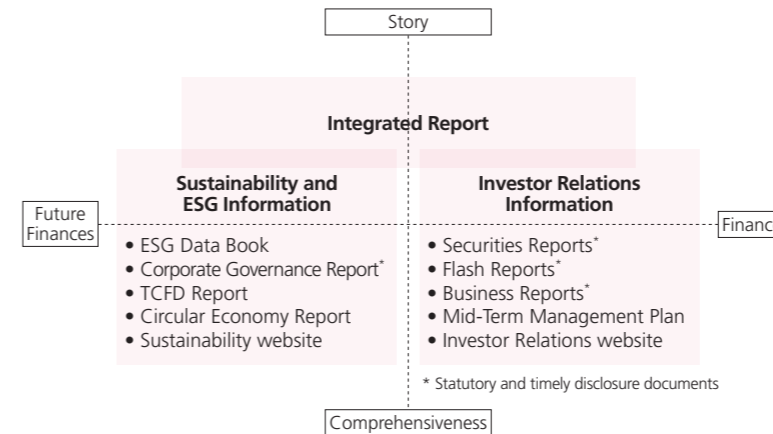 Story
Integrated Report
Sustainability and
ESG Information
Investor Relations
Information
Future
Finances
Financ
• ESG Data Book
• Corporate Governance Report*
• TCFD Report
• Circular Economy Report
• Sustainability website
• Securities Reports*
• Flash Reports*
• Business Reports*
• Mid-Term Management Plan
• Investor Relations website
* Statutory and timely disclosure documents
Comprehensiveness